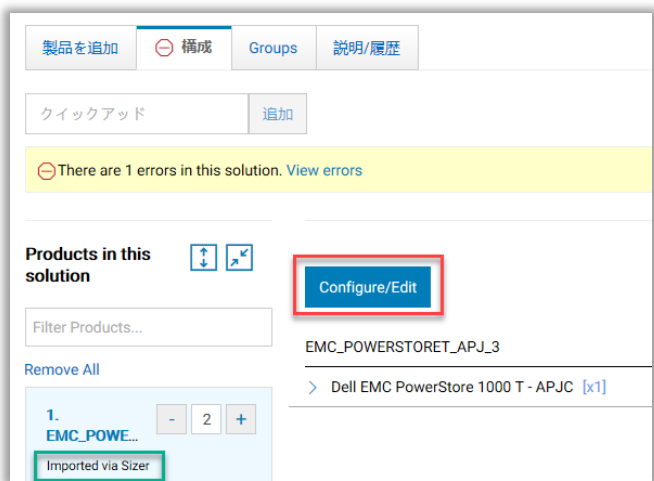 製品を追加
構成
Groups
説明/履歴
クイックアッド
追加
There are 1 errors in this solution. View errors
Products in this
solution
Filter Products...
Remove All
1.
EMC_POWE...
- 2 +
Imported via Sizer
Configure/Edit
EMC_POWERSTORET_APJ_3
Dell EMC PowerStore 1000 T - APJC [x1]